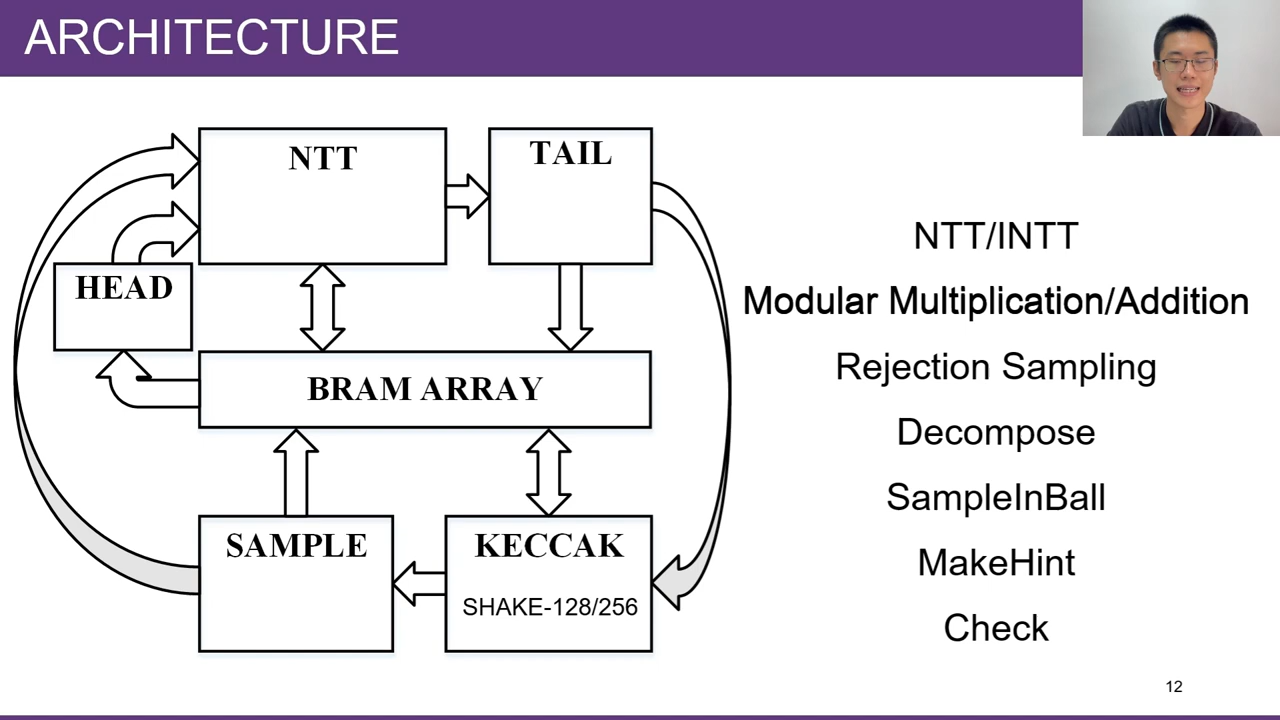 ARCHITECTURE
NTT
TAIL
HEAD
BRAM ARRAY
SAMPLE
KECCAK
SHAKE-128/256
NTT/INTT
Modular Multiplication/Addition
Rejection Sampling
Decompose
SampleInBall
MakeHint
Check
12